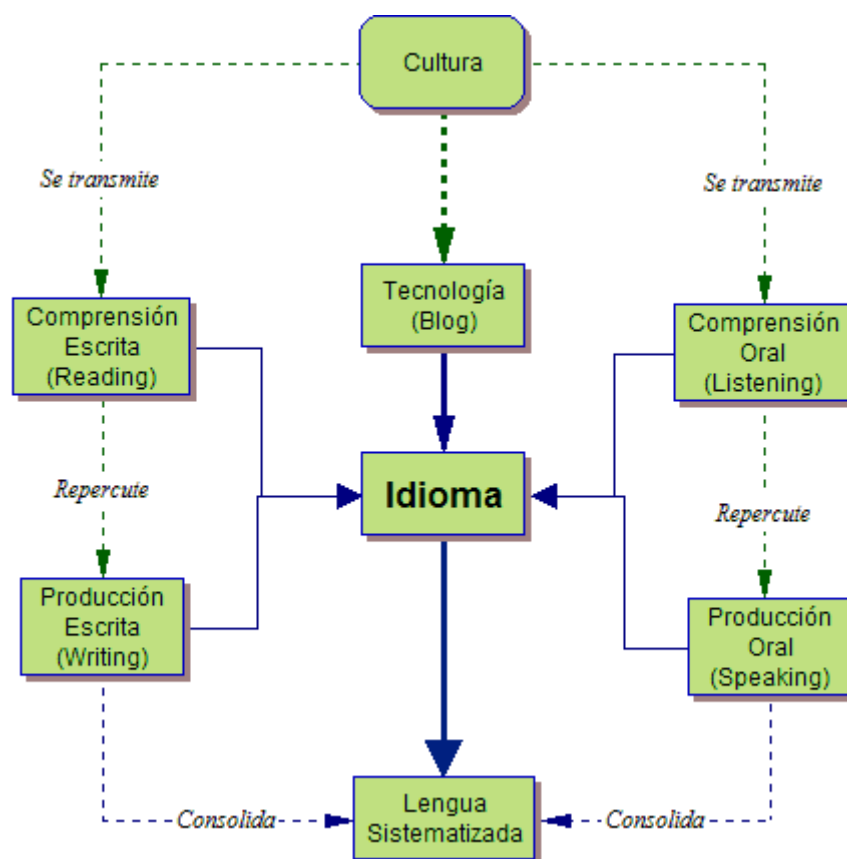 Cultura
Se transmite
Se transmite
Tecnología
(Blog)
Comprensión
Escrita
(Reading)
Comprensión
Oral
(Listening)
Repercute
Idioma
Repercute
Producción
Escrita
(Writing)
Producción
Oral
(Speaking)
Consolida
Lengua
Sistematizada
Consolida